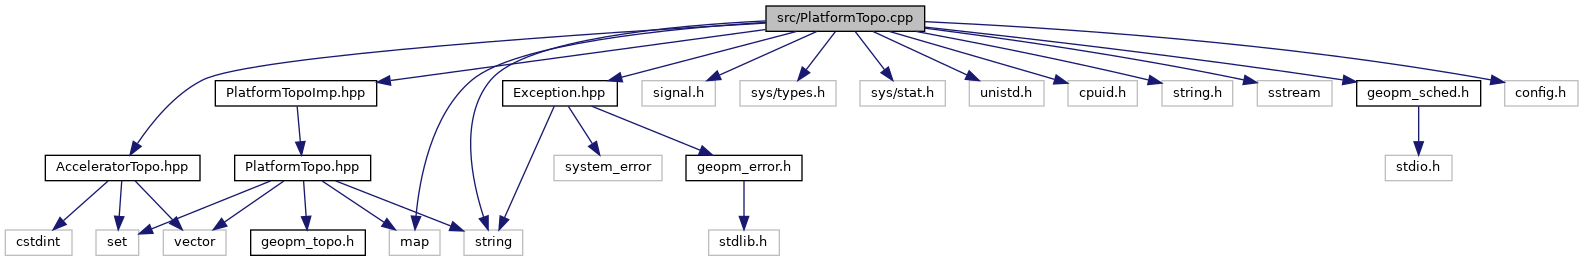 src/PlatformTopo.cpp
PlatformTopoImp.hpp
Exception.hpp
signal.h
sys/types.h
sys/stat.h
unistd.h
cpuid.h
string.h
sstream
geopm_sched.h
config.h
AcceleratorTopo.hpp
PlatformTopo.hpp
system_error
geopm_error.h
stdio.h
cstdint
set
vector
geopm_topo.h
map
string
stdlib.h